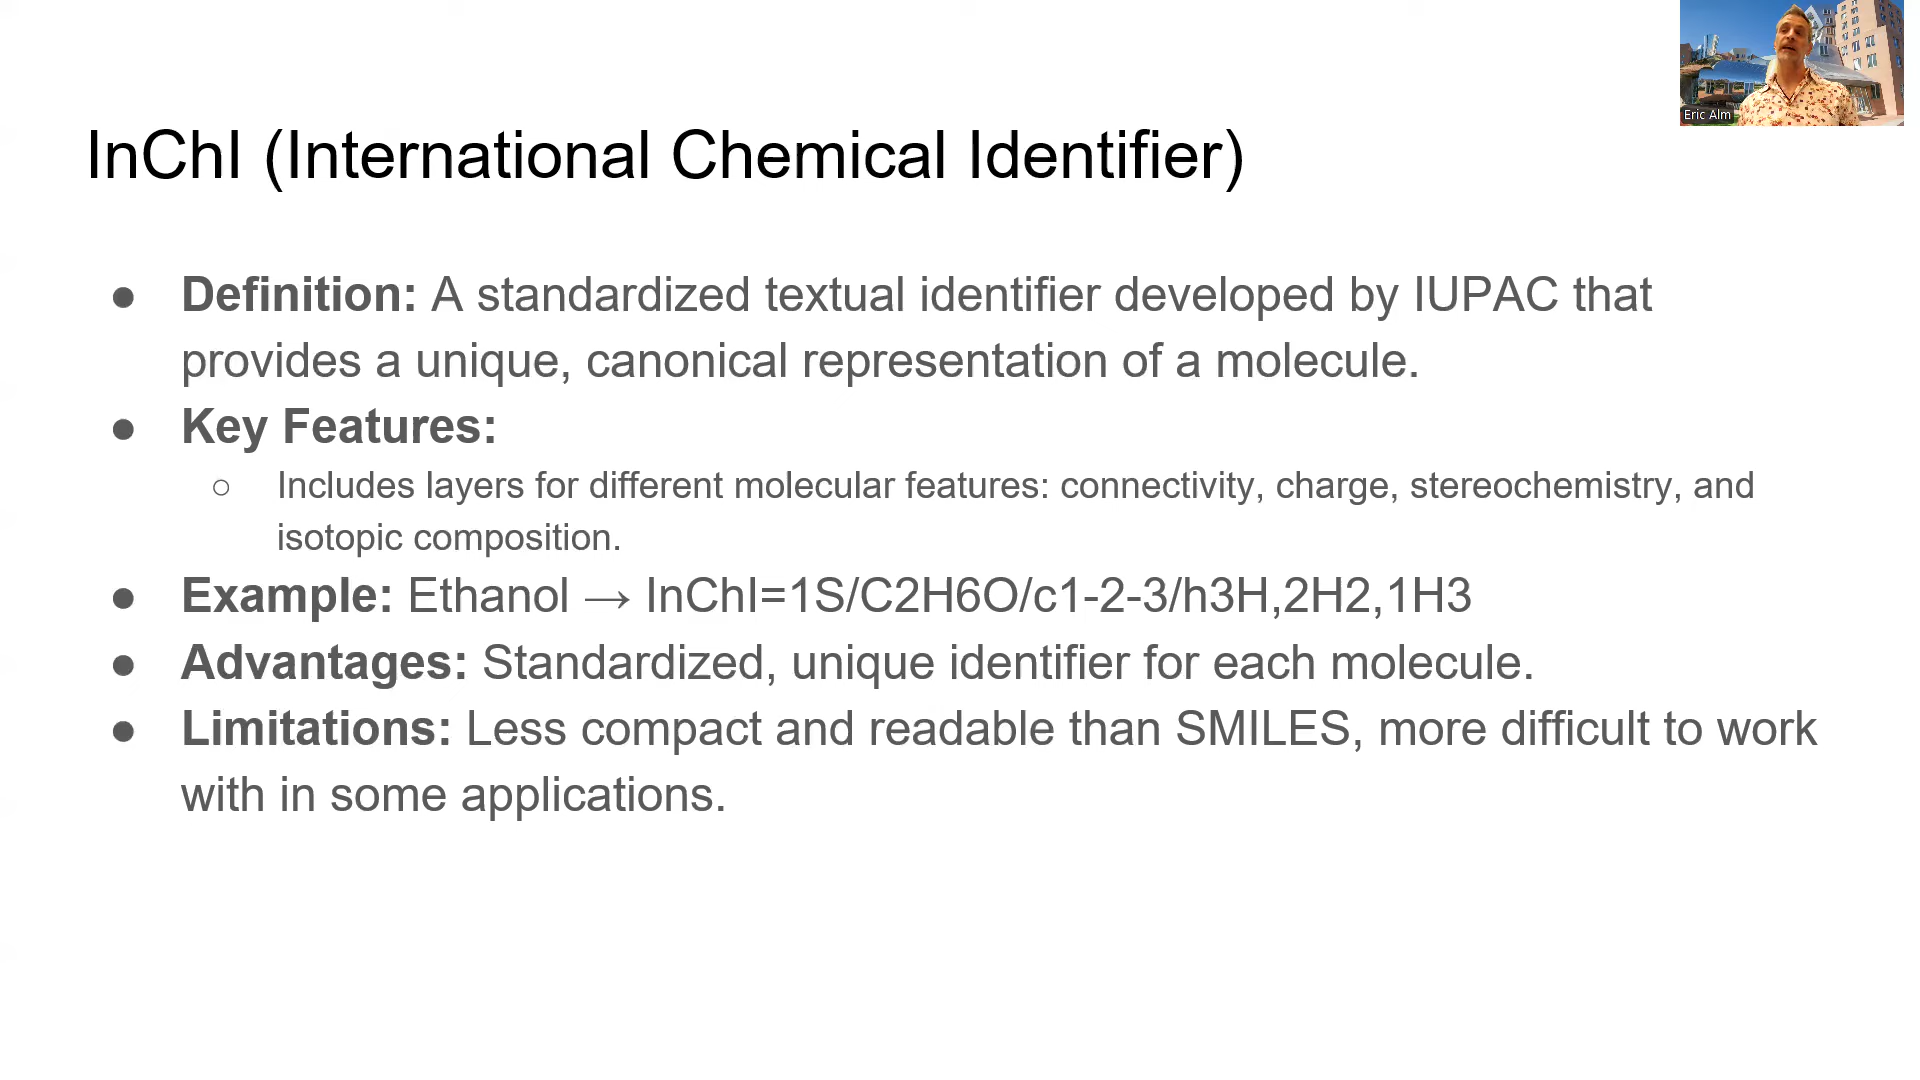 Eric Alm
InChI (International Chemical Identifier)
● Definition: A standardized textual identifier developed by IUPAC that
provides a unique, canonical representation of a molecule.
● Key Features:
○ Includes layers for different molecular features: connectivity, charge, stereochemistry, and
isotopic composition.
● Example: Ethanol → InChI=1S/C2H6O/c1-2-3/h3H,2H2,1H3
● Advantages: Standardized, unique identifier for each molecule.
● Limitations: Less compact and readable than SMILES, more difficult to work
with in some applications.